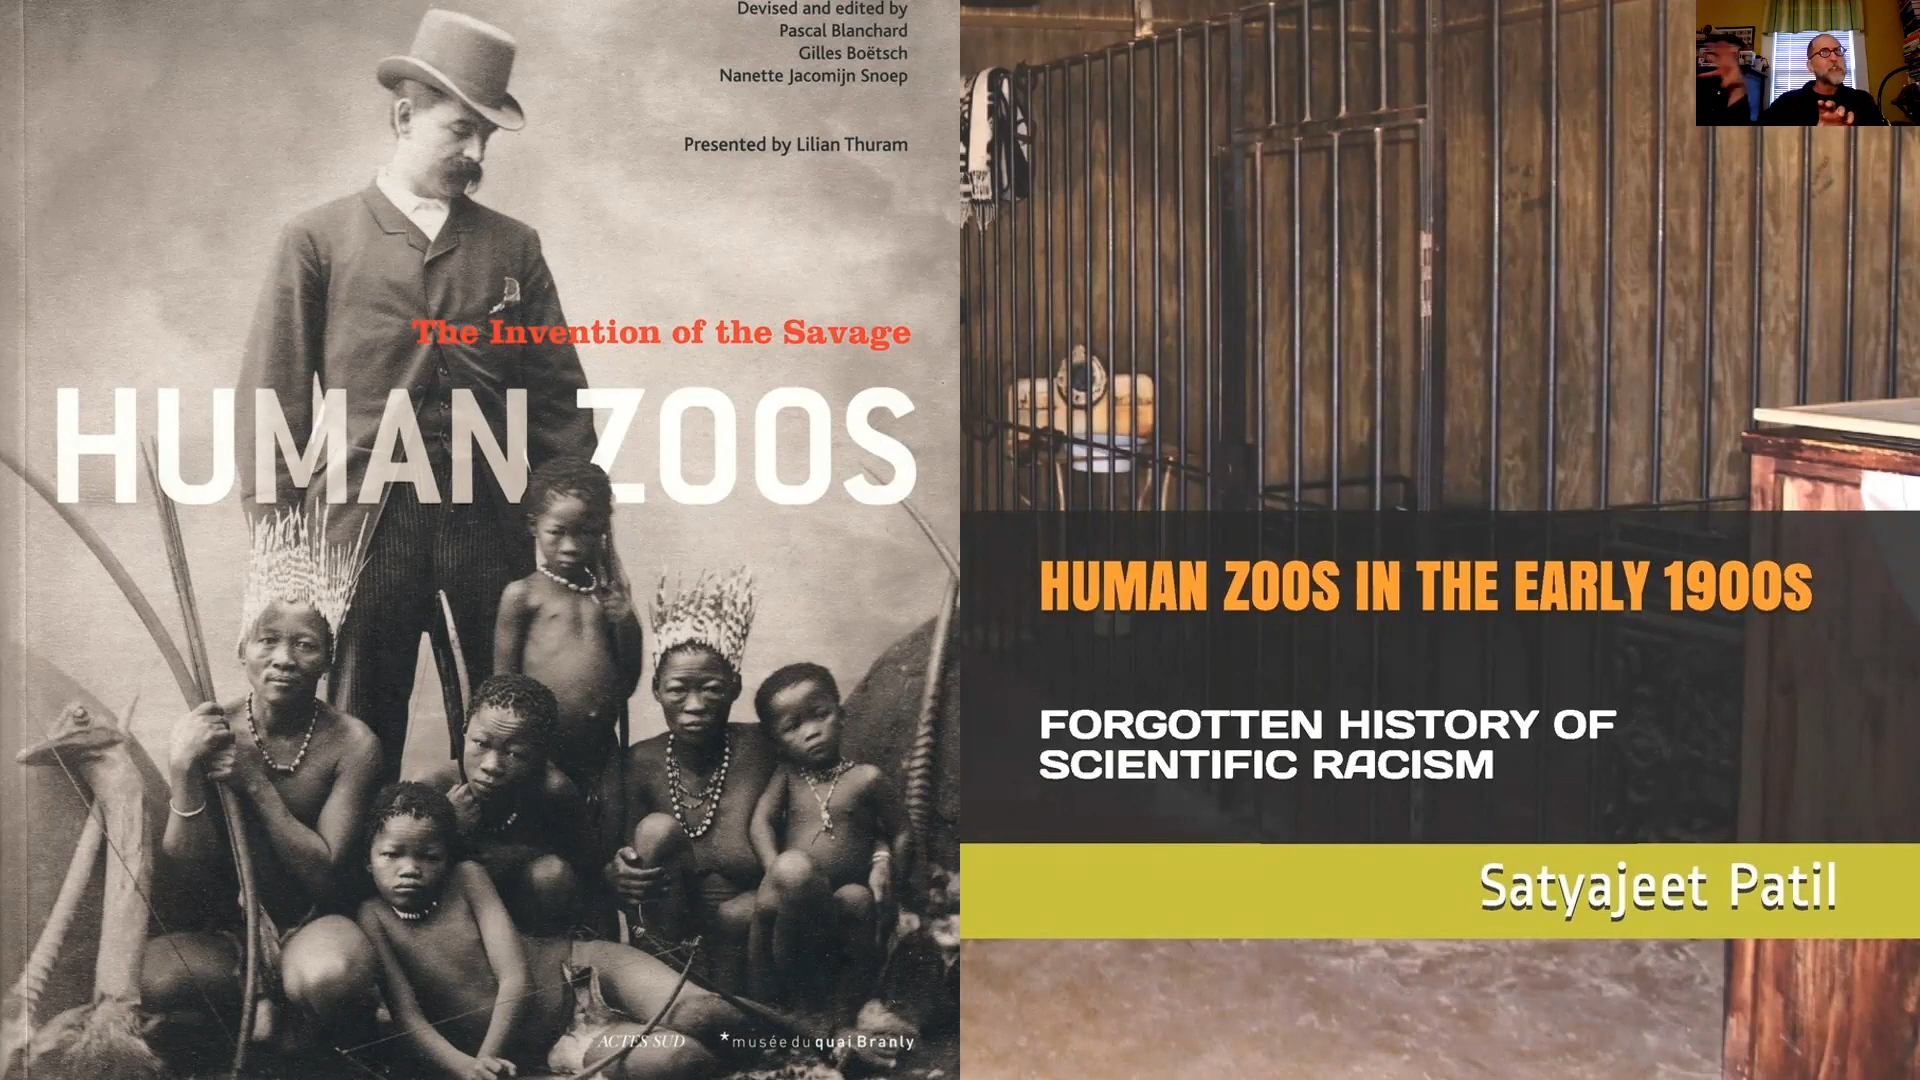 Devised and edited by
Pascal Blanchard
Gilles Boëtsch
Nanette Jacomijn Snoep
Presented by Lilian Thuram
The Invention of the Savage
HUMAN ZOOS
ACTES SUD
*musée du quai Branly
HUMAN ZOOS IN THE EARLY 1900s
FORGOTTEN HISTORY OF
SCIENTIFIC RACISM
Satyajeet Patil